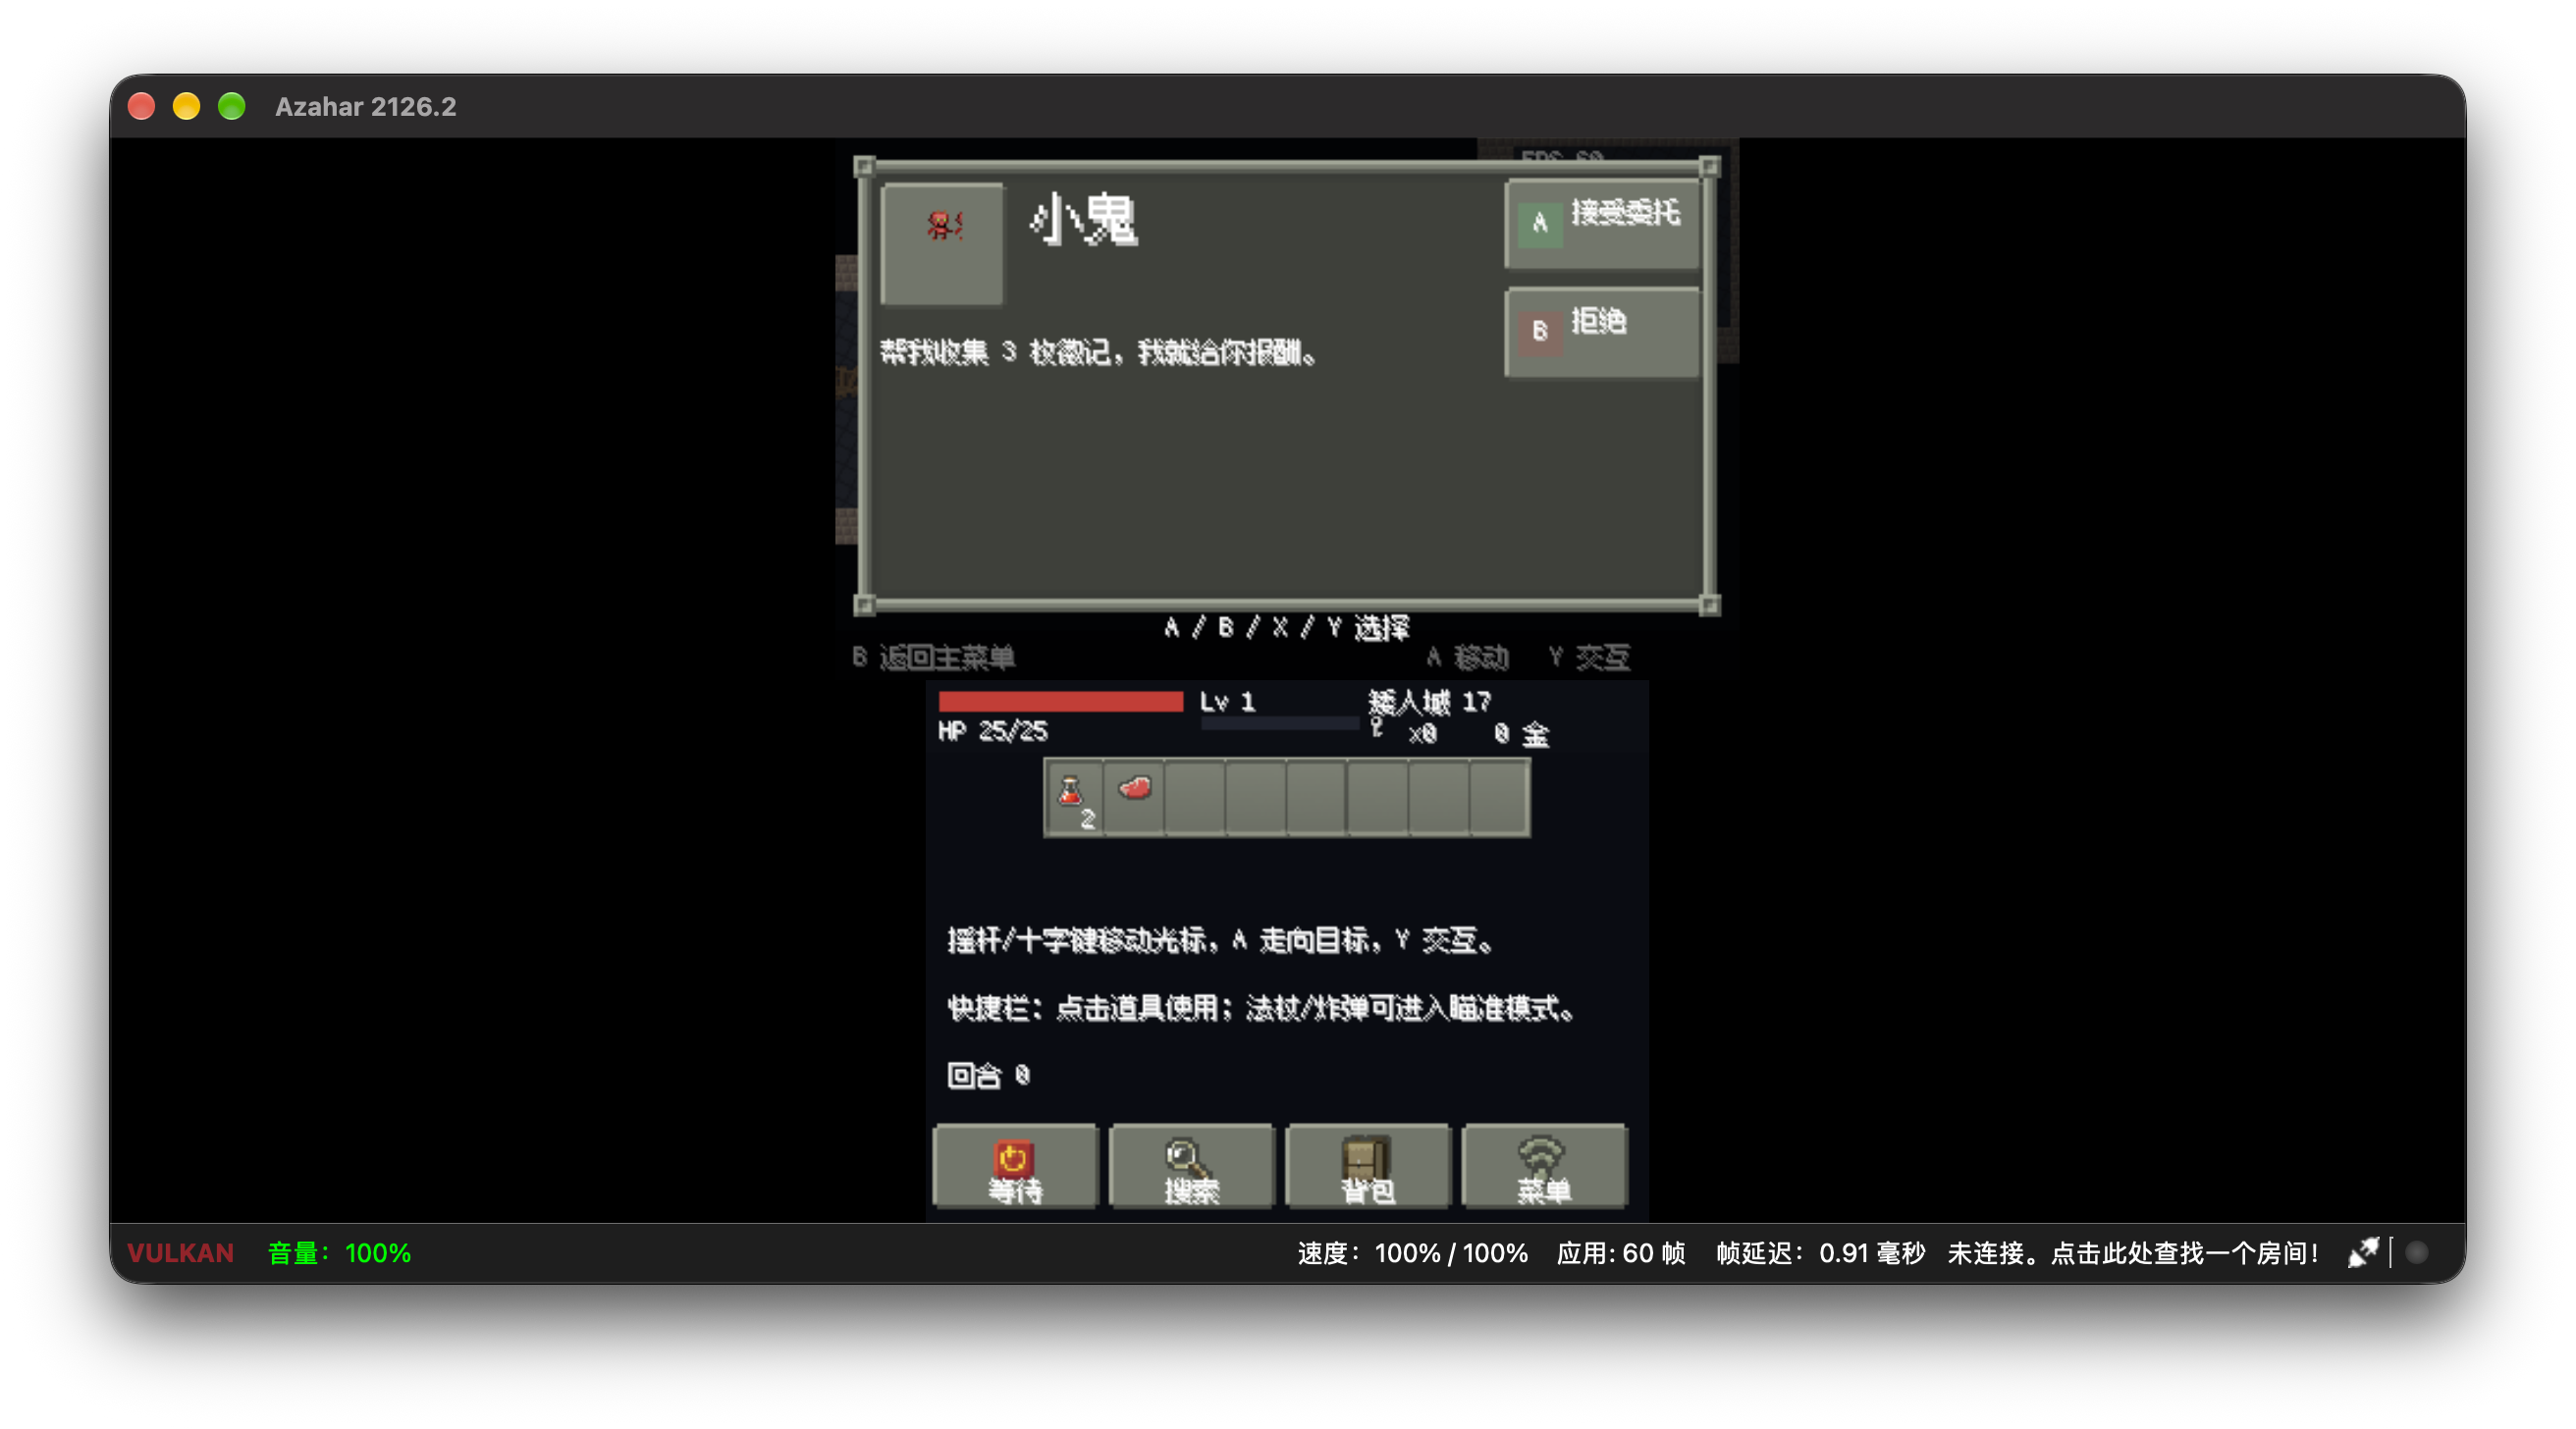 Azahar 2126.2
FPS 60
小鬼
A 接受委托
B 拒绝
帮我收集 3 枚徽记，我就给你报酬。
A / B / X / Y 选择
B 返回主菜单
A 移动 Y 交互
Lv 1 矮人城 17
HP 25/25 x0 0 金
2
摇杆/十字键移动光标，A 走向目标，Y 交互。
快捷栏：点击道具使用；法杖/炸弹可进入瞄准模式。
回合 0
等待 搜索 背包 菜单
VULKAN 音量：100% 速度：100% / 100% 应用: 60 帧 帧延迟：0.91 毫秒 未连接。点击此处查找一个房间！